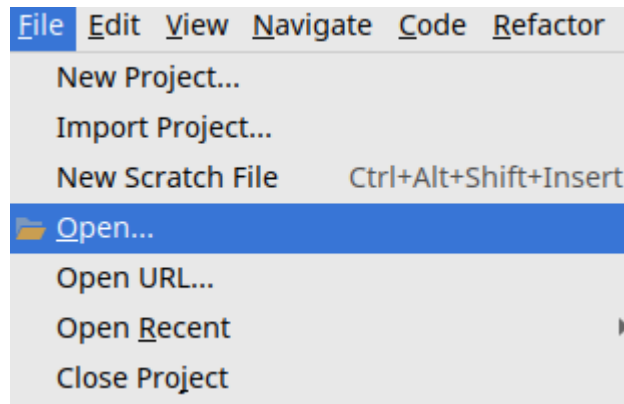 File Edit View Navigate Code Refactor
New Project...
Import Project...
New Scratch File Ctrl+Alt+Shift+Insert
Open...
Open URL...
Open Recent
Close Project